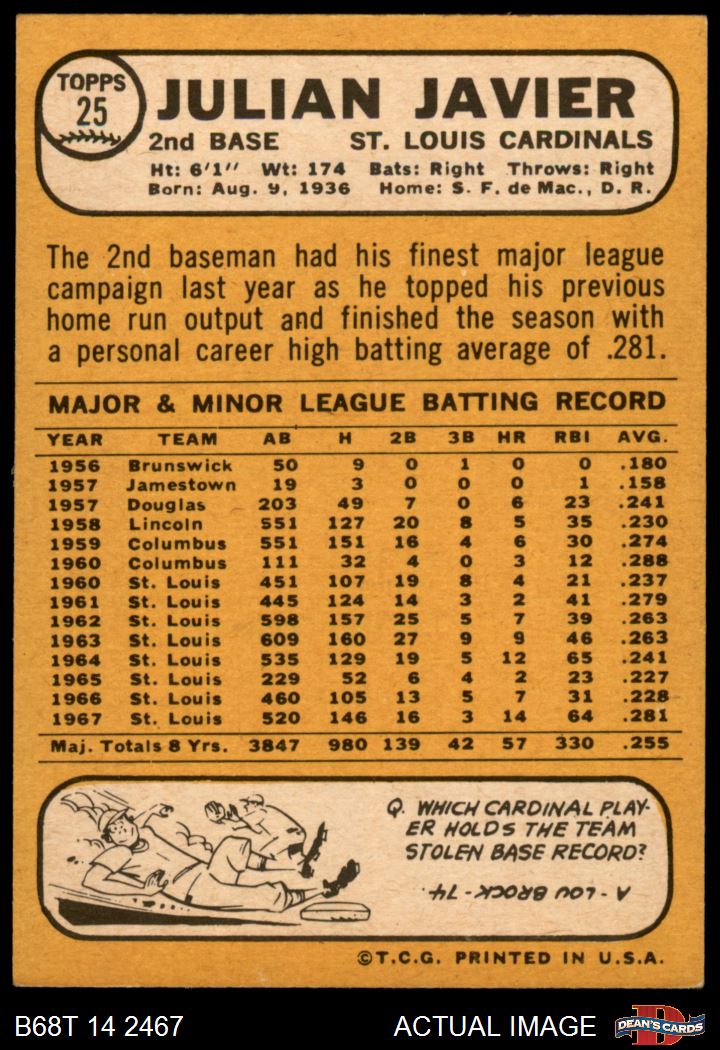 TOPPS
25
JULIAN JAVIER
2nd BASE ST. LOUIS CARDINALS
Ht: 6'1" Wt: 174 Bats: Right Throws: Right
Born: Aug. 9, 1936 Home: S. F. de Mac., D. R.
The 2nd baseman had his finest major league
campaign last year as he topped his previous
home run output and finished the season with
a personal career high batting average of .281.
MAJOR & MINOR LEAGUE BATTING RECORD
YEAR TEAM AB H 2B 3B HR RBI AVG.
1956 Brunswick 50 9 0 1 0 0 .180
1957 Jamestown 19 3 0 0 0 1 .158
1957 Douglas 203 49 7 0 6 23 .241
1958 Lincoln 551 127 20 8 5 35 .230
1959 Columbus 551 151 16 4 6 30 .274
1960 Columbus 111 32 4 0 3 12 .288
1960 St. Louis 451 107 19 8 4 21 .237
1961 St. Louis 445 124 14 3 2 41 .279
1962 St. Louis 598 157 25 5 7 39 .263
1963 St. Louis 609 160 27 9 9 46 .263
1964 St. Louis 535 129 19 5 12 65 .241
1965 St. Louis 229 52 6 4 2 23 .227
1966 St. Louis 460 105 13 5 7 31 .228
1967 St. Louis 520 146 16 3 14 64 .281
Maj. Totals 8 Yrs. 3847 980 139 42 57 330 .255
Q. WHICH CARDINAL PLAY-
ER HOLDS THE TEAM
STOLEN BASE RECORD?
A - LOU BROCK - 74.
©T.C.G. PRINTED IN U.S.A.
B68T 14 2467 ACTUAL IMAGE
D
DEAN'S CARDS